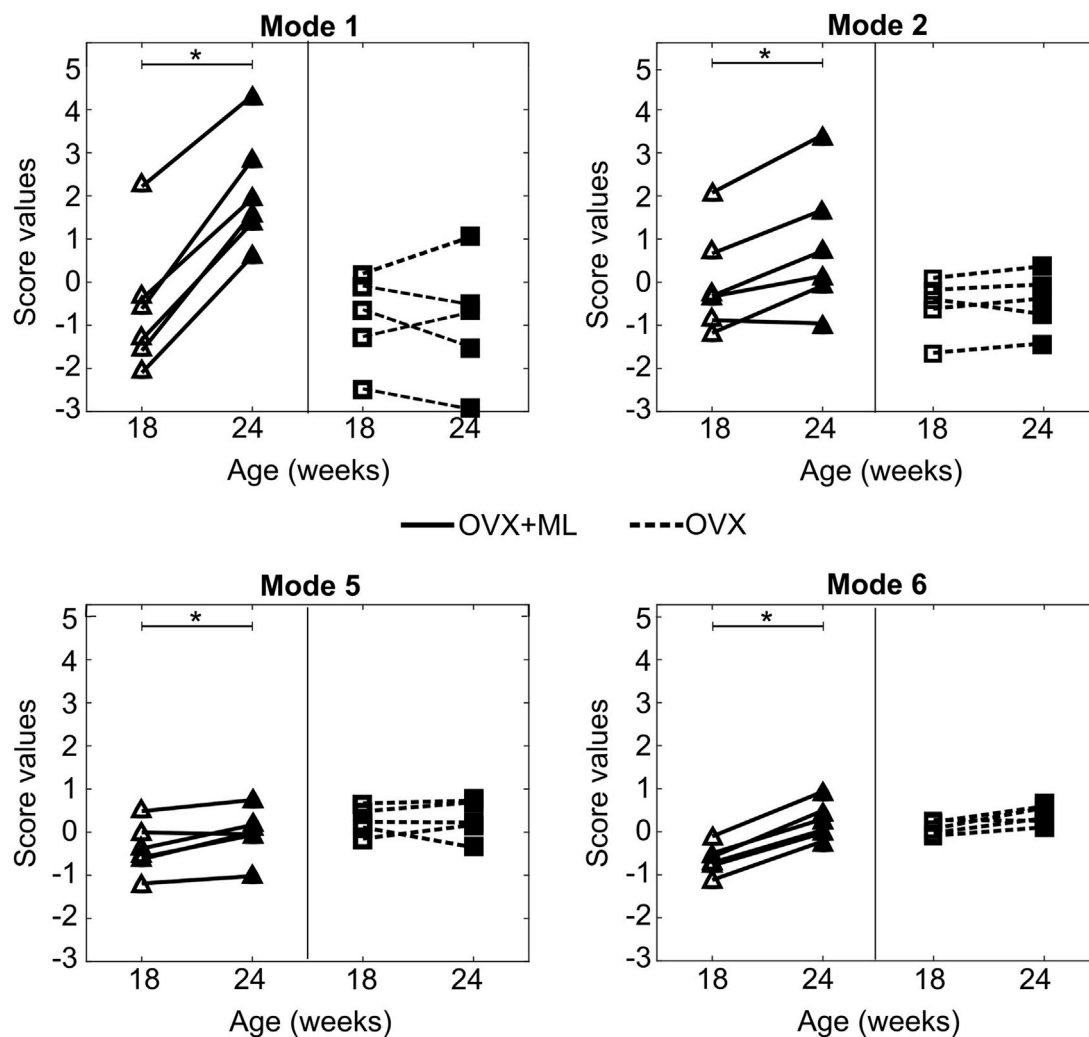 Mode 1
Mode 2
*
*
5
4
3
2
1
0
-1
-2
-3
5
4
3
2
1
0
-1
-2
-3
Score values
Score values
18 24 18 24
18 24 18 24
Age (weeks)
Age (weeks)
OVX+ML OVX
Mode 5
Mode 6
*
*
5
4
3
2
1
0
-1
-2
-3
5
4
3
2
1
0
-1
-2
-3
Score values
Score values
18 24 18 24
18 24 18 24
Age (weeks)
Age (weeks)